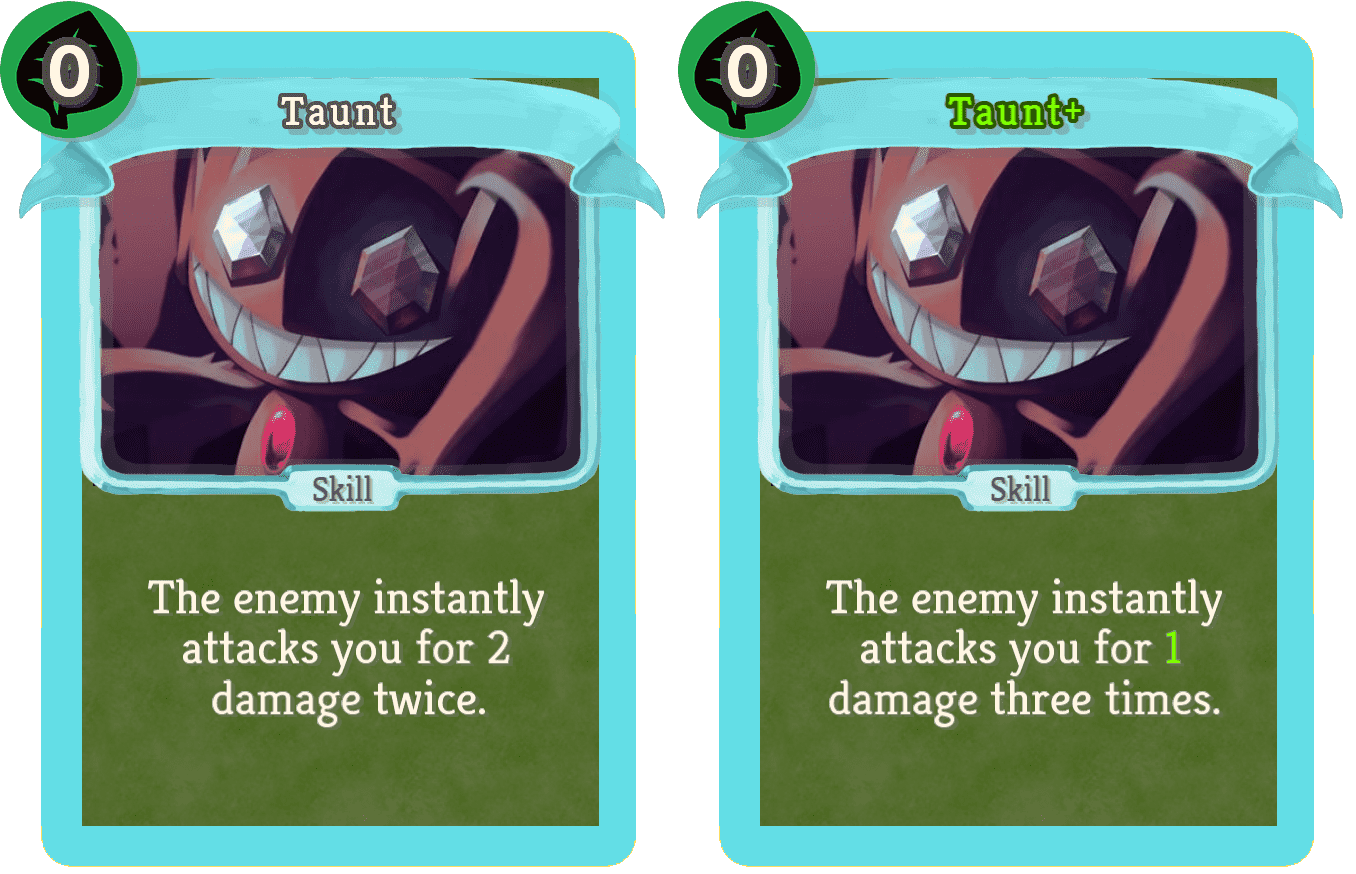 0
Taunt
Skill
The enemy instantly
attacks you for 2
damage twice.
0
Taunt+
Skill
The enemy instantly
attacks you for 1
damage three times.